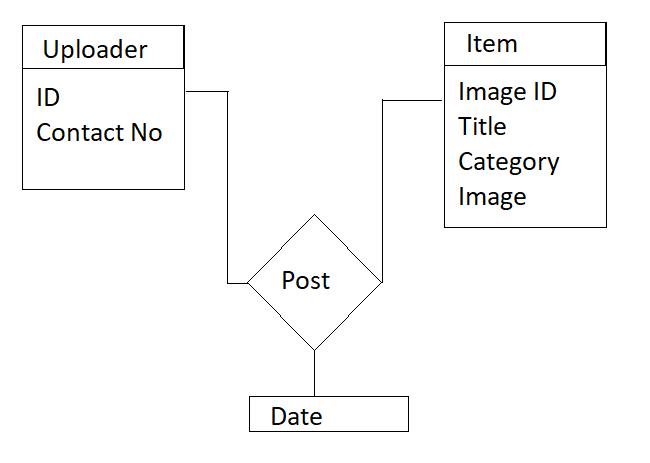 Uploader
ID
Contact No
Item
Image ID
Title
Category
Image
Post
Date